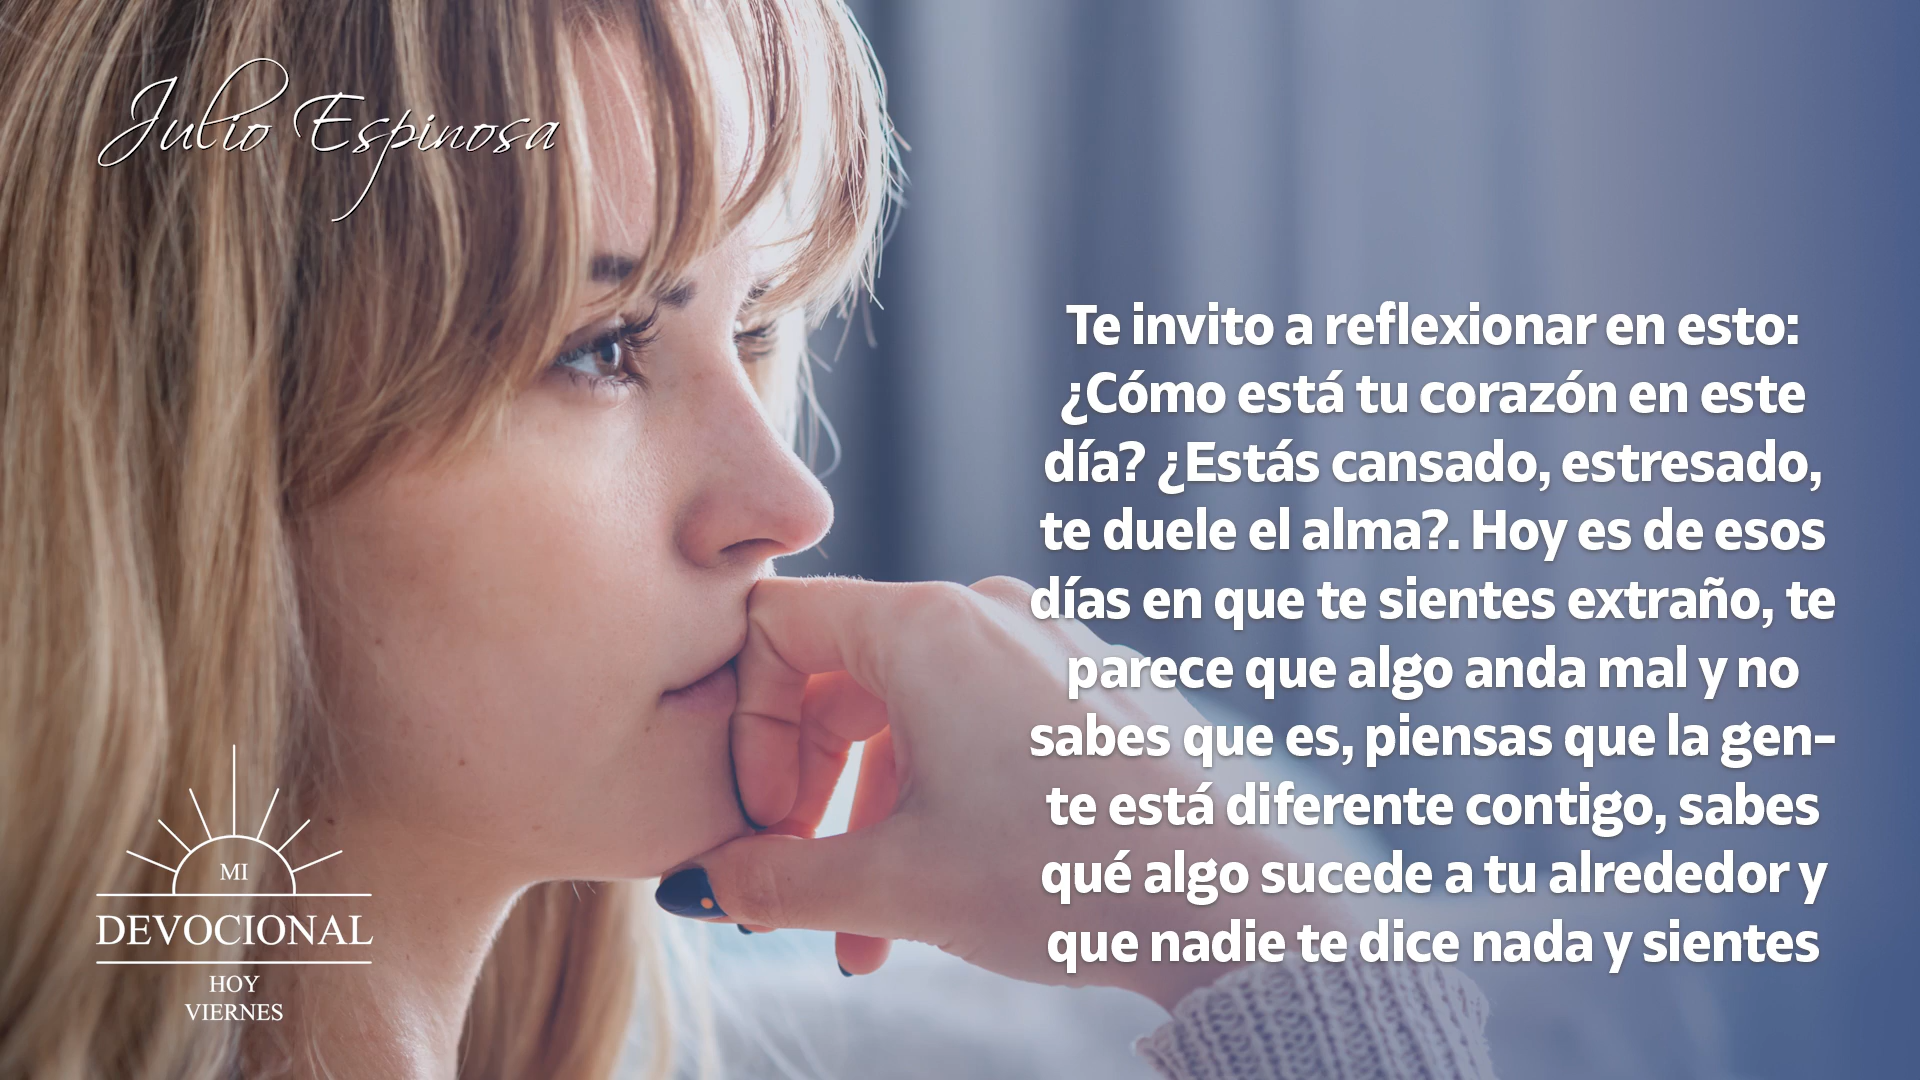 Julio Espinosa
Te invito a reflexionar en esto:
¿Cómo está tu corazón en este
día? ¿Estás cansado, estresado,
te duele el alma?. Hoy es de esos
días en que te sientes extraño, te
parece que algo anda mal y no
sabes que es, piensas que la gen-
te está diferente contigo, sabes
qué algo sucede a tu alrededor y
que nadie te dice nada y sientes
MI
DEVOCIONAL
HOY
VIERNES